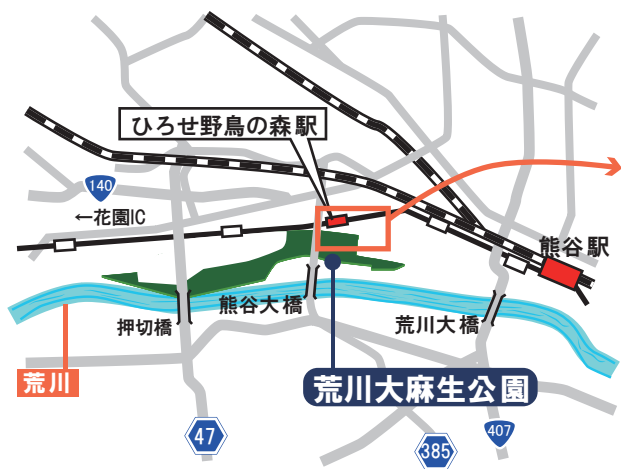 ひろせ野鳥の森駅
140
←花園IC
熊谷駅
熊谷大橋
押切橋
荒川大橋
荒川
荒川大麻生公園
47
385
407